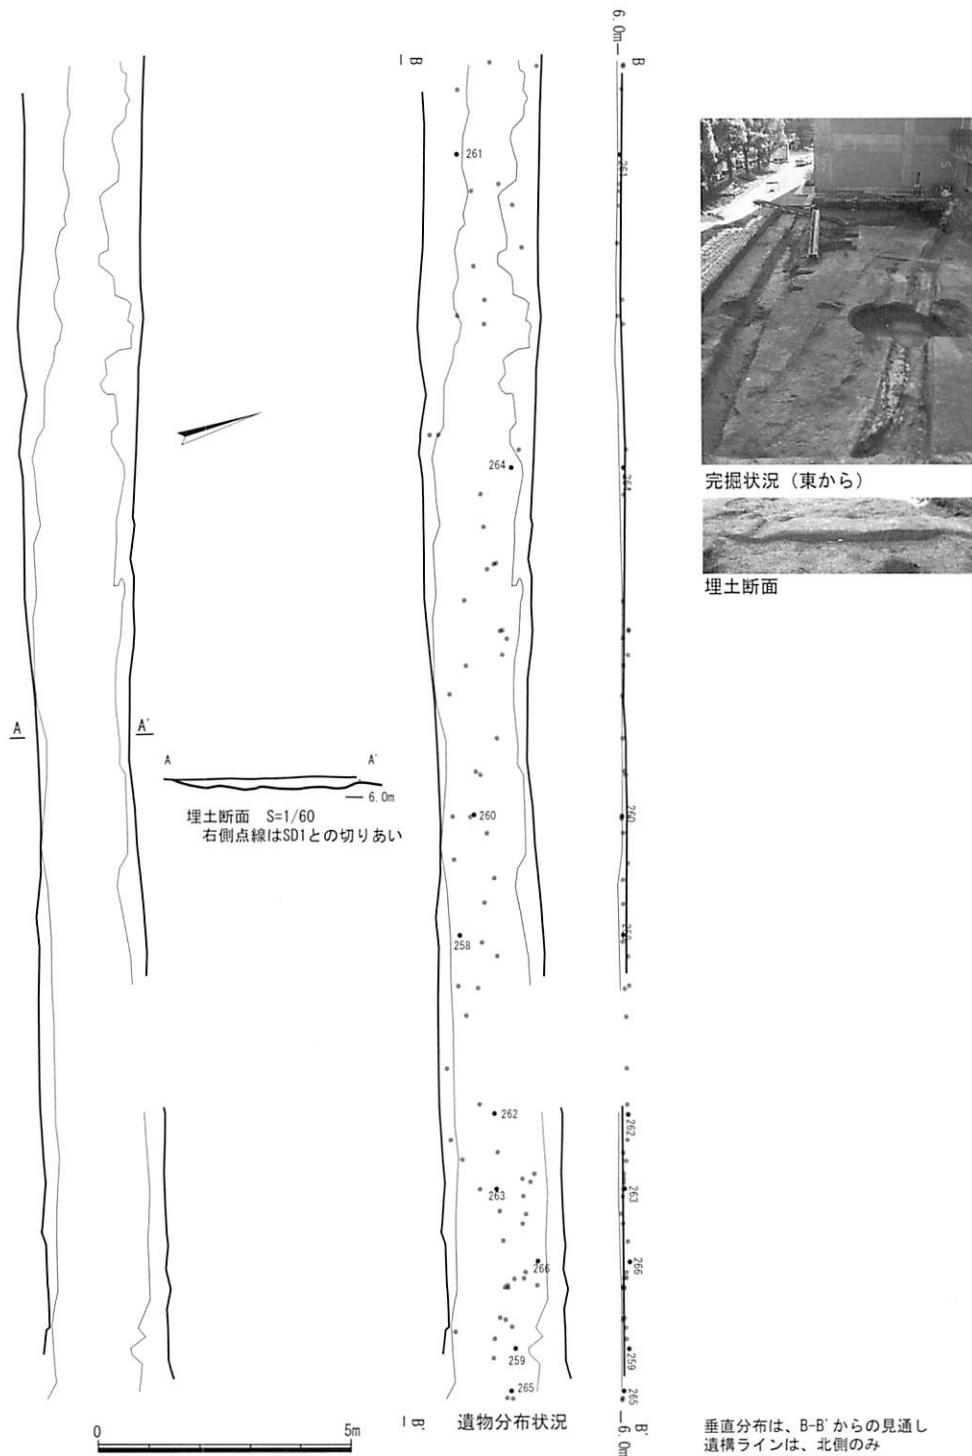 6.0m
B
B
261
261
完掘状況（東から）
264
264
埋土断面
A
A'
A
A'
6.0m
埋土断面 S=1/60
右側点線はSD1との切りあい
260
260
258
262
262
263
263
266
266
259
259
265
265
0
5m
B'
遺物分布状況
B'
6.0m
垂直分布は、B-B'からの見通し
遺構ラインは、北側のみ